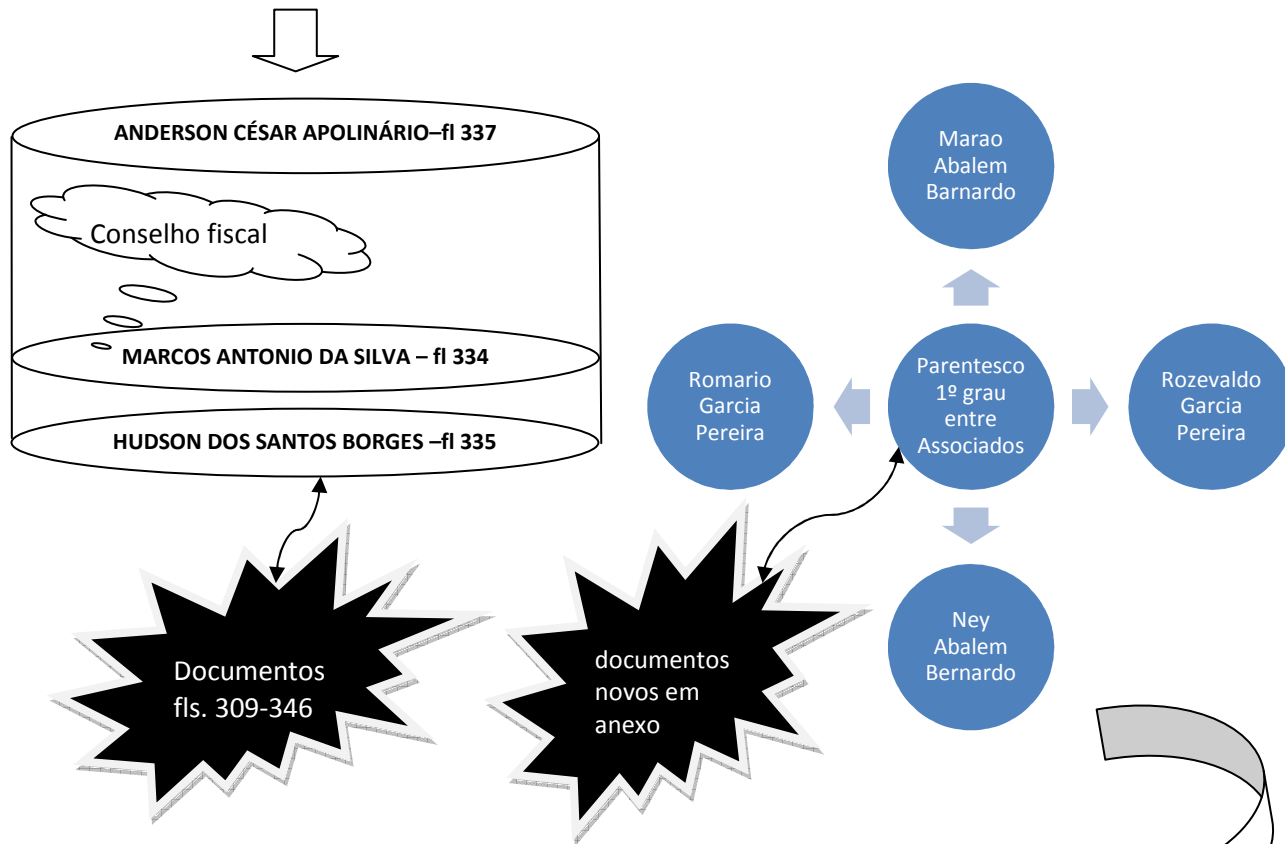 ANDERSON CÉSAR APOLINÁRIO–fl 337
Conselho fiscal
MARCOS ANTONIO DA SILVA – fl 334
HUDSON DOS SANTOS BORGES –fl 335
Documentos
fls. 309-346
documentos
novos em
anexo
Marao
Abalem
Barnardo
Romario
Garcia
Pereira
Parentesco
1º grau
entre
Associados
Rozevaldo
Garcia
Pereira
Ney
Abalem
Bernardo